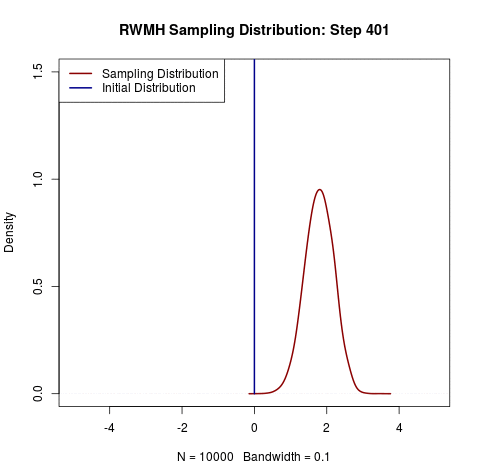 RWMH Sampling Distribution: Step 401
Sampling Distribution
Initial Distribution
Density
1.5
1.0
0.5
0.0
-4
-2
0
2
4
N = 10000 Bandwidth = 0.1